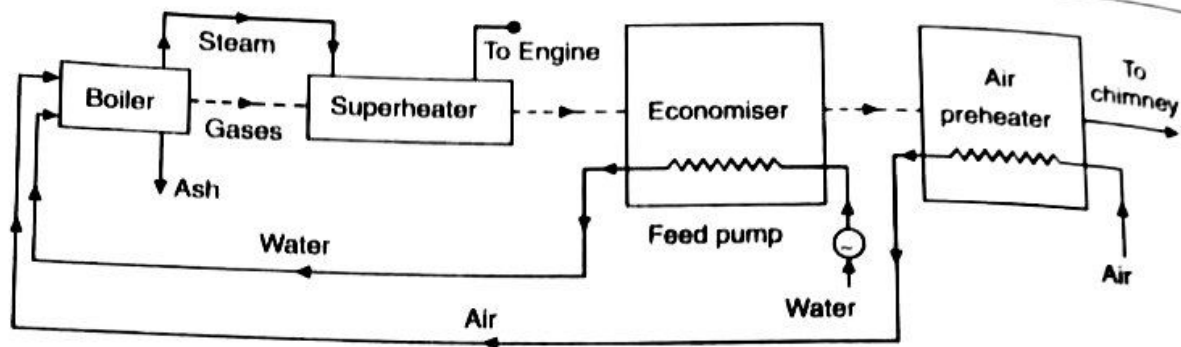 Steam
To Engine
Boiler
Superheater
Gases
Ash
Economiser
Air
preheater
To
chimney
Water
Feed pump
Water
Air
Air